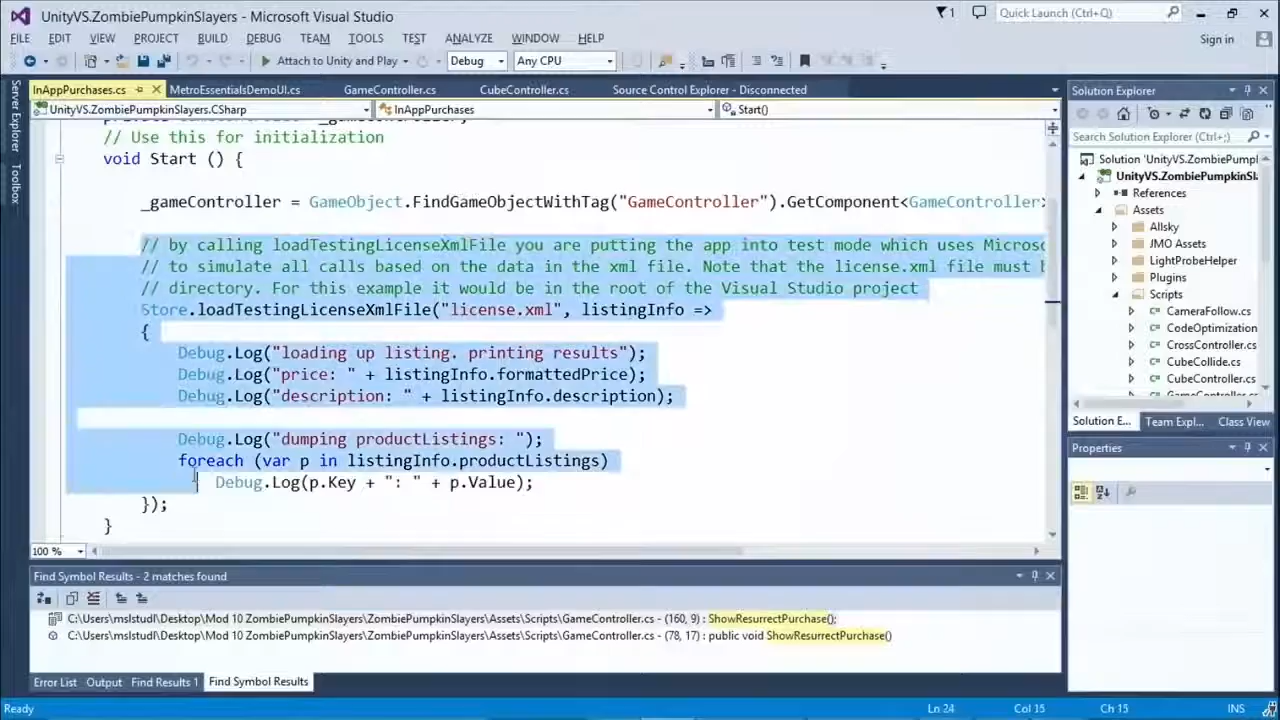 UnityVS.ZombiePumpkinSlayers - Microsoft Visual Studio
1
Quick Launch (Ctrl+Q)
FILE EDIT VIEW PROJECT BUILD DEBUG TEAM TOOLS TEST ANALYZE WINDOW HELP
Sign in
Attach to Unity and Play
Debug
Any CPU
Server Explorer
Toolbox
InAppPurchases.cs
MetroEssentialsDemoUI.cs
GameController.cs
CubeController.cs
Source Control Explorer - Disconnected
UnityVS.ZombiePumpkinSlayers.CSharp
InAppPurchases
Start()
// Use this for initialization
void Start () {
_gameController = GameObject.FindGameObjectWithTag("GameController").GetComponent<GameController>
// by calling loadTestingLicenseXmlFile you are putting the app into test mode which uses Microso
// to simulate all calls based on the data in the xml file. Note that the license.xml file must b
// directory. For this example it would be in the root of the Visual Studio project
Store.loadTestingLicenseXmlFile("license.xml", listingInfo =>
{
Debug.Log("loading up listing. printing results");
Debug.Log("price: " + listingInfo.formattedPrice);
Debug.Log("description: " + listingInfo.description);
Debug.Log("dumping productListings: ");
foreach (var p in listingInfo.productListings)
Debug.Log(p.Key + ": " + p.Value);
});
}
100 %
Find Symbol Results - 2 matches found
C:\Users\mslstudl\Desktop\Mod 10 ZombiePumpkinSlayers\ZombiePumpkinSlayers\Assets\Scripts\GameController.cs - (160, 9) : ShowResurrectPurchase();
C:\Users\mslstudl\Desktop\Mod 10 ZombiePumpkinSlayers\ZombiePumpkinSlayers\Assets\Scripts\GameController.cs - (78, 17) : public void ShowResurrectPurchase()
Error List Output Find Results 1 Find Symbol Results
Solution Explorer
Search Solution Explorer (Ctrl+;)
Solution 'UnityVS.ZombiePumpl
UnityVS.ZombiePumpkinSla
References
Assets
Allsky
JMO Assets
LightProbeHelper
Plugins
Scripts
CameraFollow.cs
CodeOptimization
CrossController.cs
CubeCollide.cs
CubeController.cs
Solution E... Team Expl... Class View
Properties
Ready
Ln 24
Col 15
Ch 15
INS